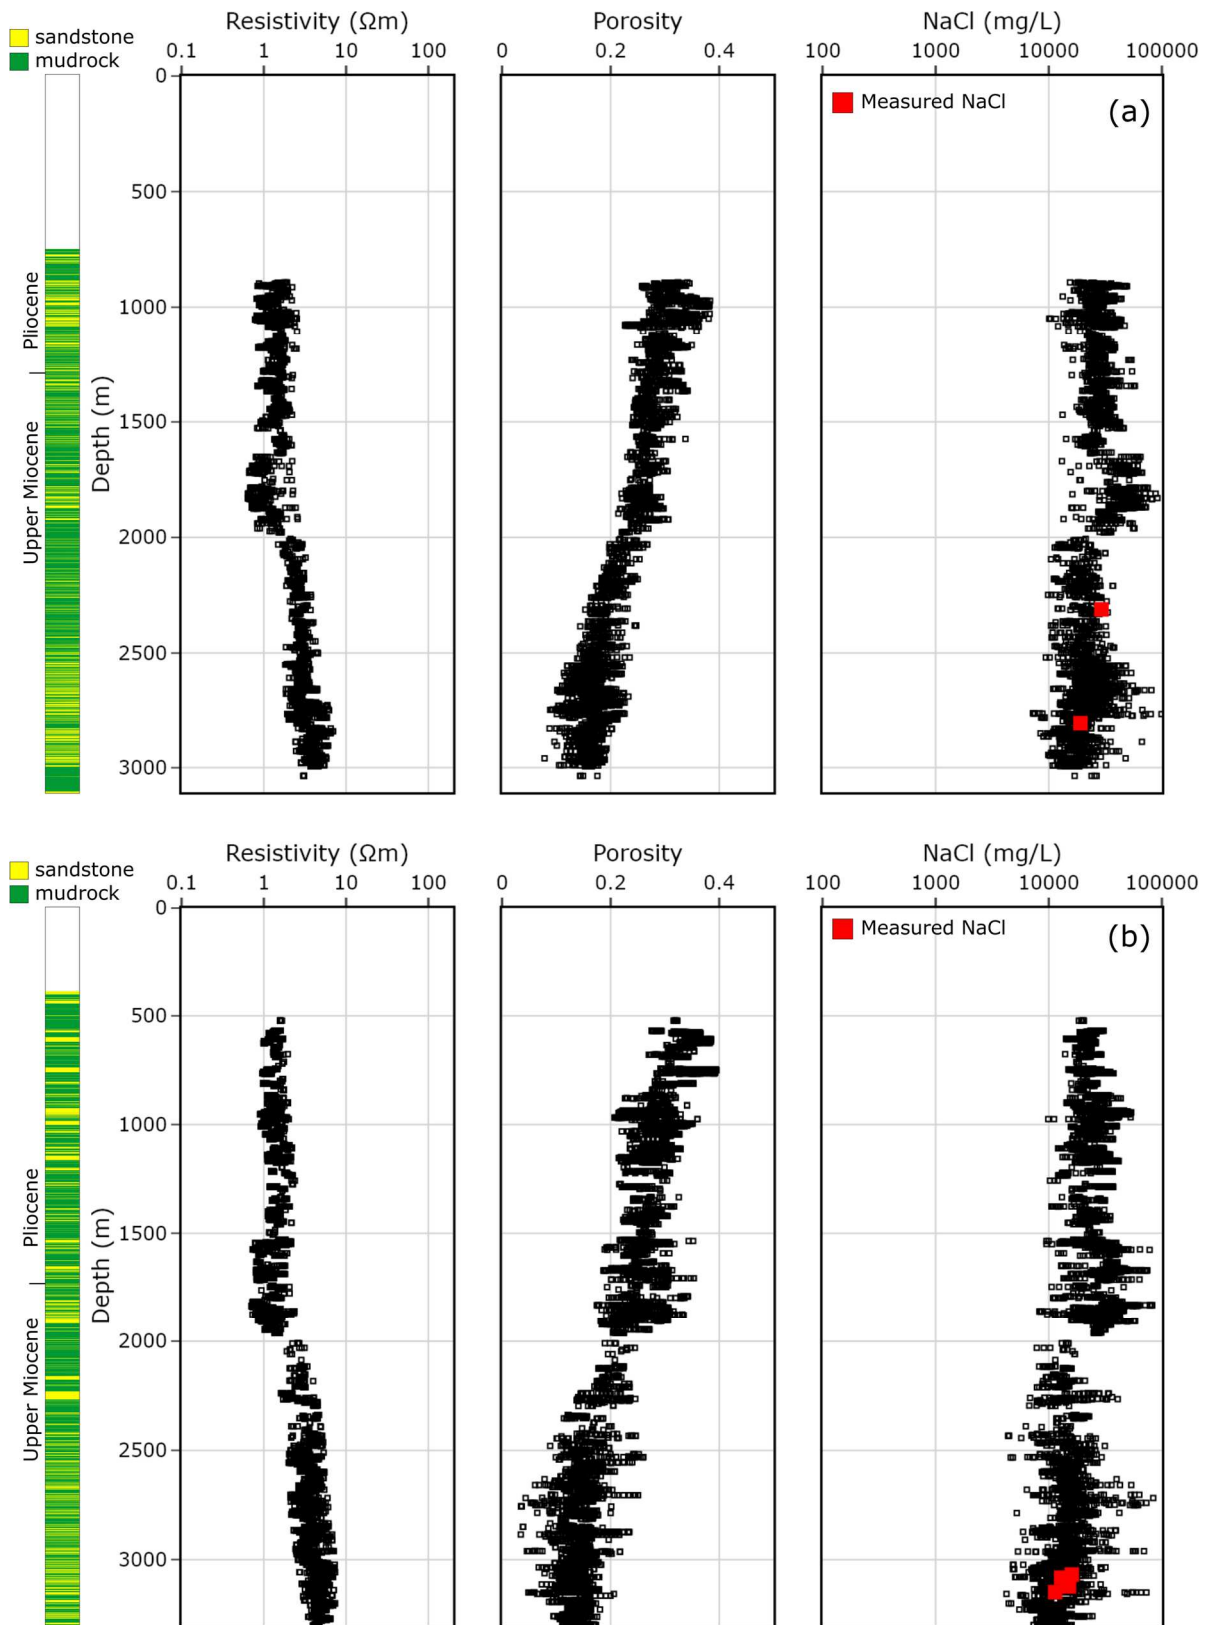 Resistivity (Ωm) Porosity NaCl (mg/L)
sandstone
mudrock
0.1 1 10 100 0 0.2 0.4 100 1000 10000 100000
0
Measured NaCl
(a)
500
1000
1500
2000
2500
3000
Depth (m)
Pliocene
Upper Miocene
Resistivity (Ωm) Porosity NaCl (mg/L)
sandstone
mudrock
0.1 1 10 100 0 0.2 0.4 100 1000 10000 100000
0
Measured NaCl
(b)
500
1000
1500
2000
2500
3000
Depth (m)
Pliocene
Upper Miocene